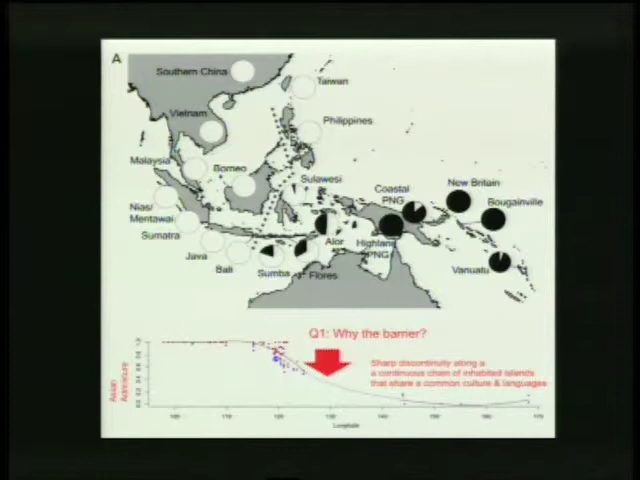 A
Southern China
Taiwan
Vietnam
Philippines
Malaysia
Borneo
Sulawesi
Nias/
Mentawai
Sumatra
Java
Bali
Sumba
Flores
Alor
Coastal
PNG
Highland
PNG
New Britain
Bougainville
Vanuatu
Q1: Why the barrier?
Sharp discontinuity along a
a continuous chain of inhabited islands
that share a common culture & languages
Asian
Admixture
Longitude